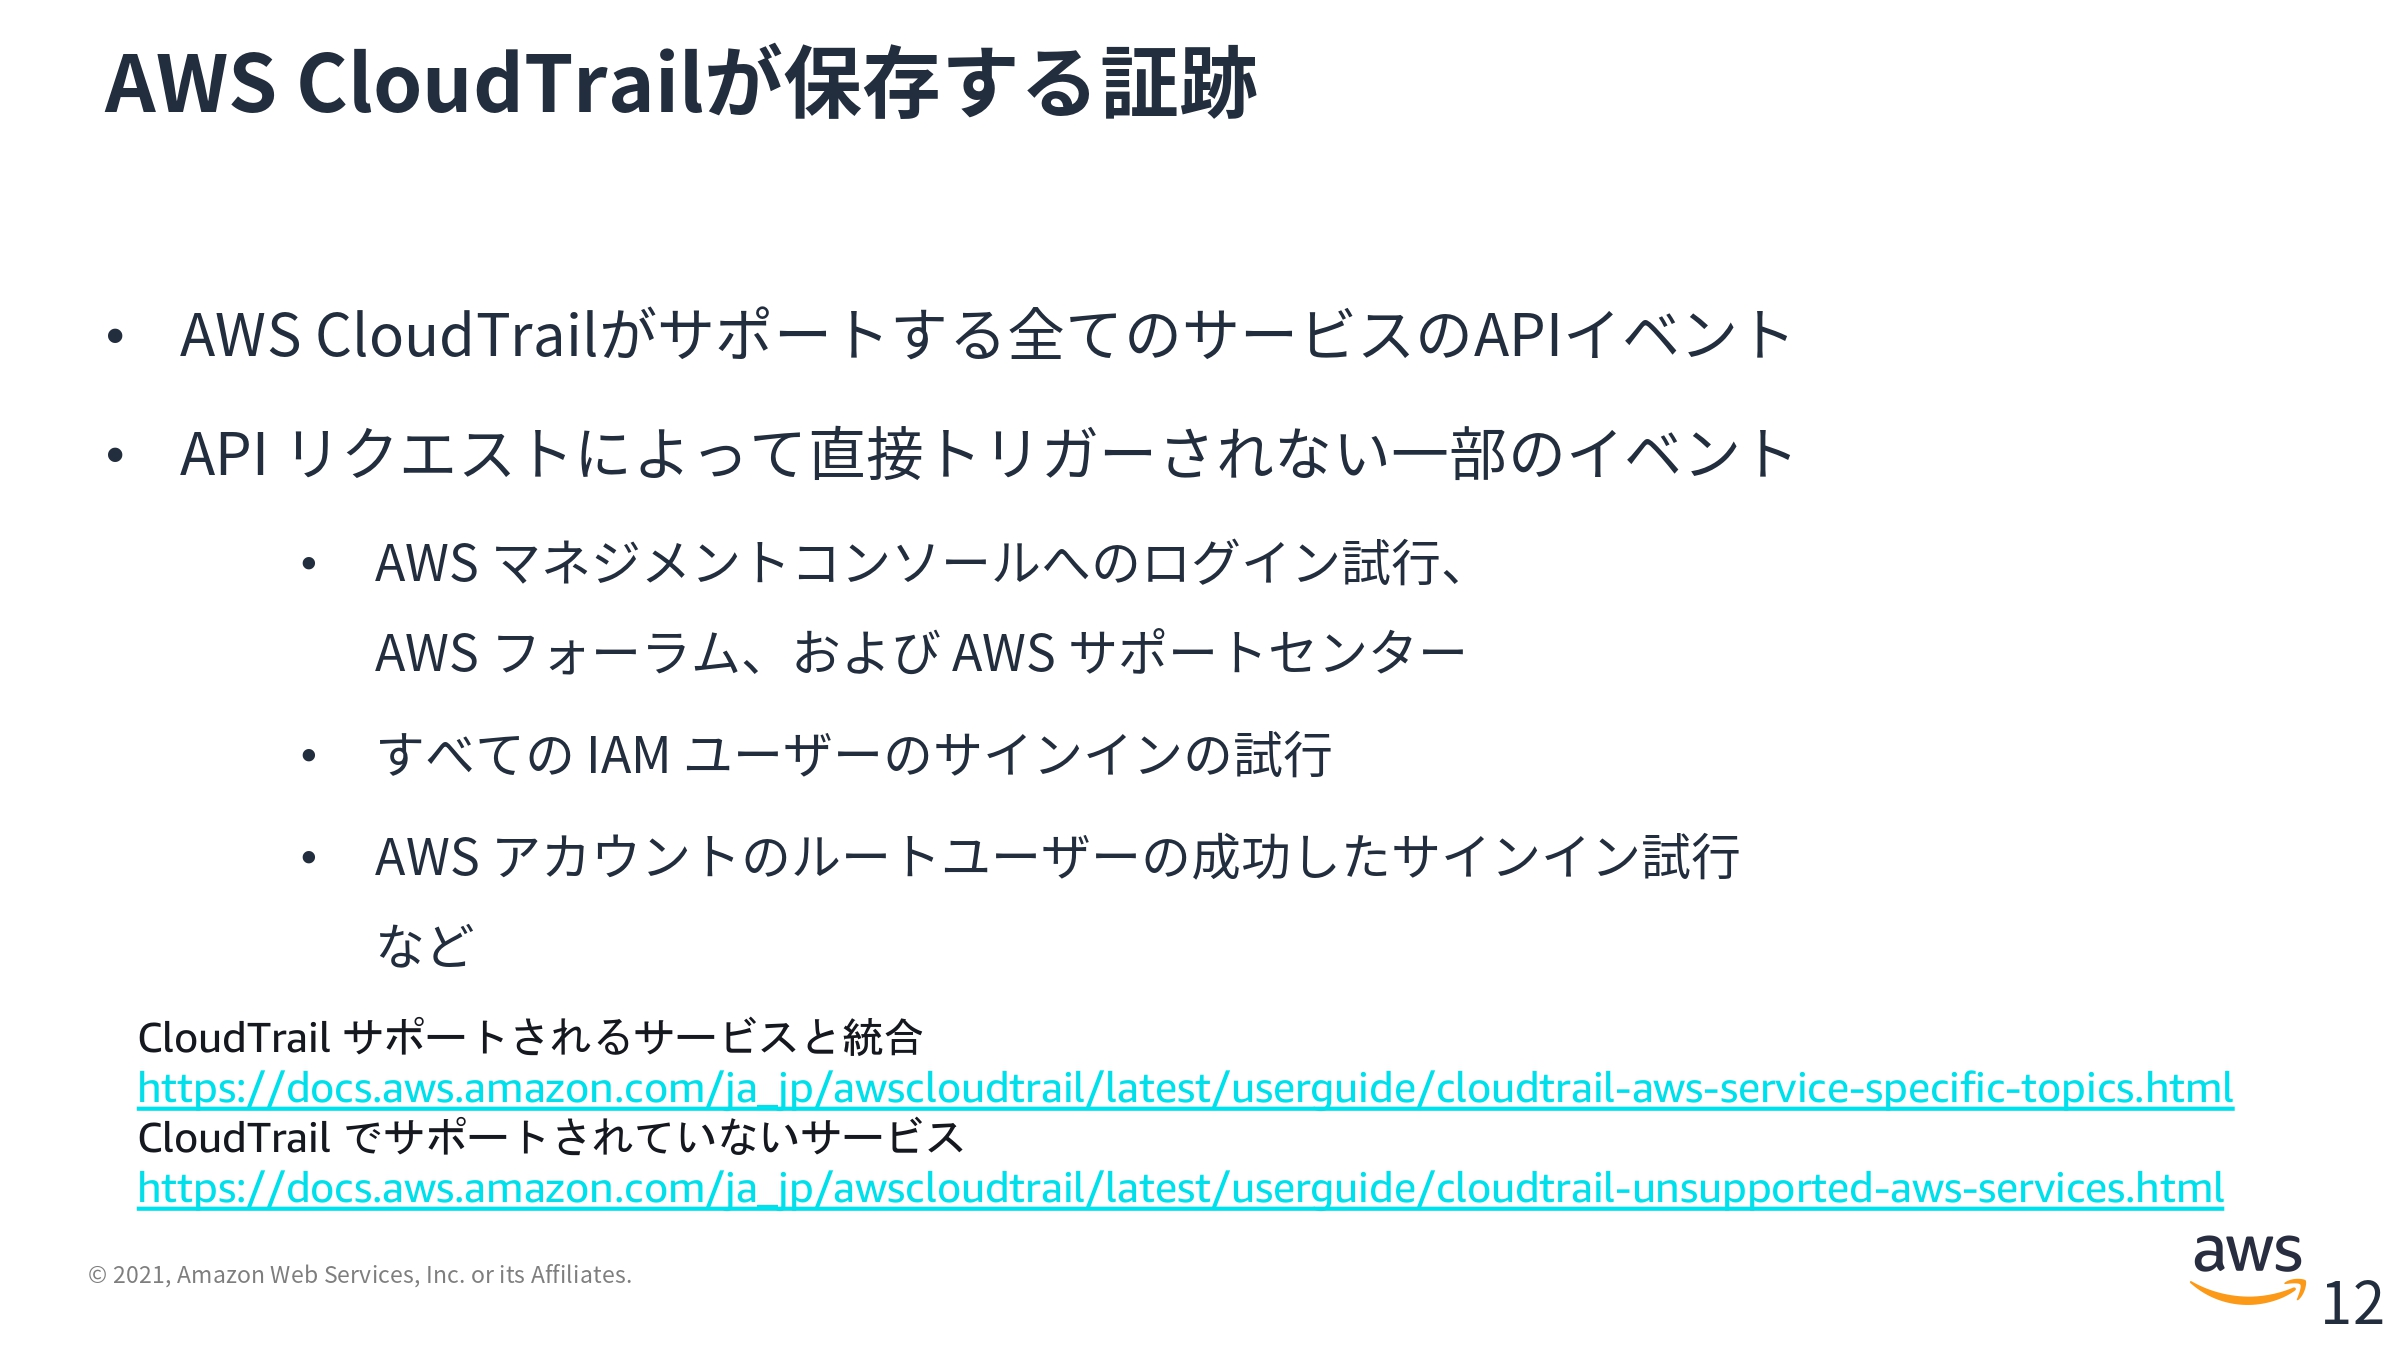 AWS CloudTrailが保存する証跡
• AWS CloudTrailがサポートする全てのサービスのAPIイベント
• API リクエストによって直接トリガーされない一部のイベント
• AWS マネジメントコンソールへのログイン試行、
AWS フォーラム、および AWS サポートセンター
• すべての IAM ユーザーのサインインの試行
• AWS アカウントのルートユーザーの成功したサインイン試行
など
CloudTrail サポートされるサービスと統合
https://docs.aws.amazon.com/ja_jp/awscloudtrail/latest/userguide/cloudtrail-aws-service-specific-topics.html
CloudTrail でサポートされていないサービス
https://docs.aws.amazon.com/ja_jp/awscloudtrail/latest/userguide/cloudtrail-unsupported-aws-services.html
© 2021, Amazon Web Services, Inc. or its Affiliates.
aws
12